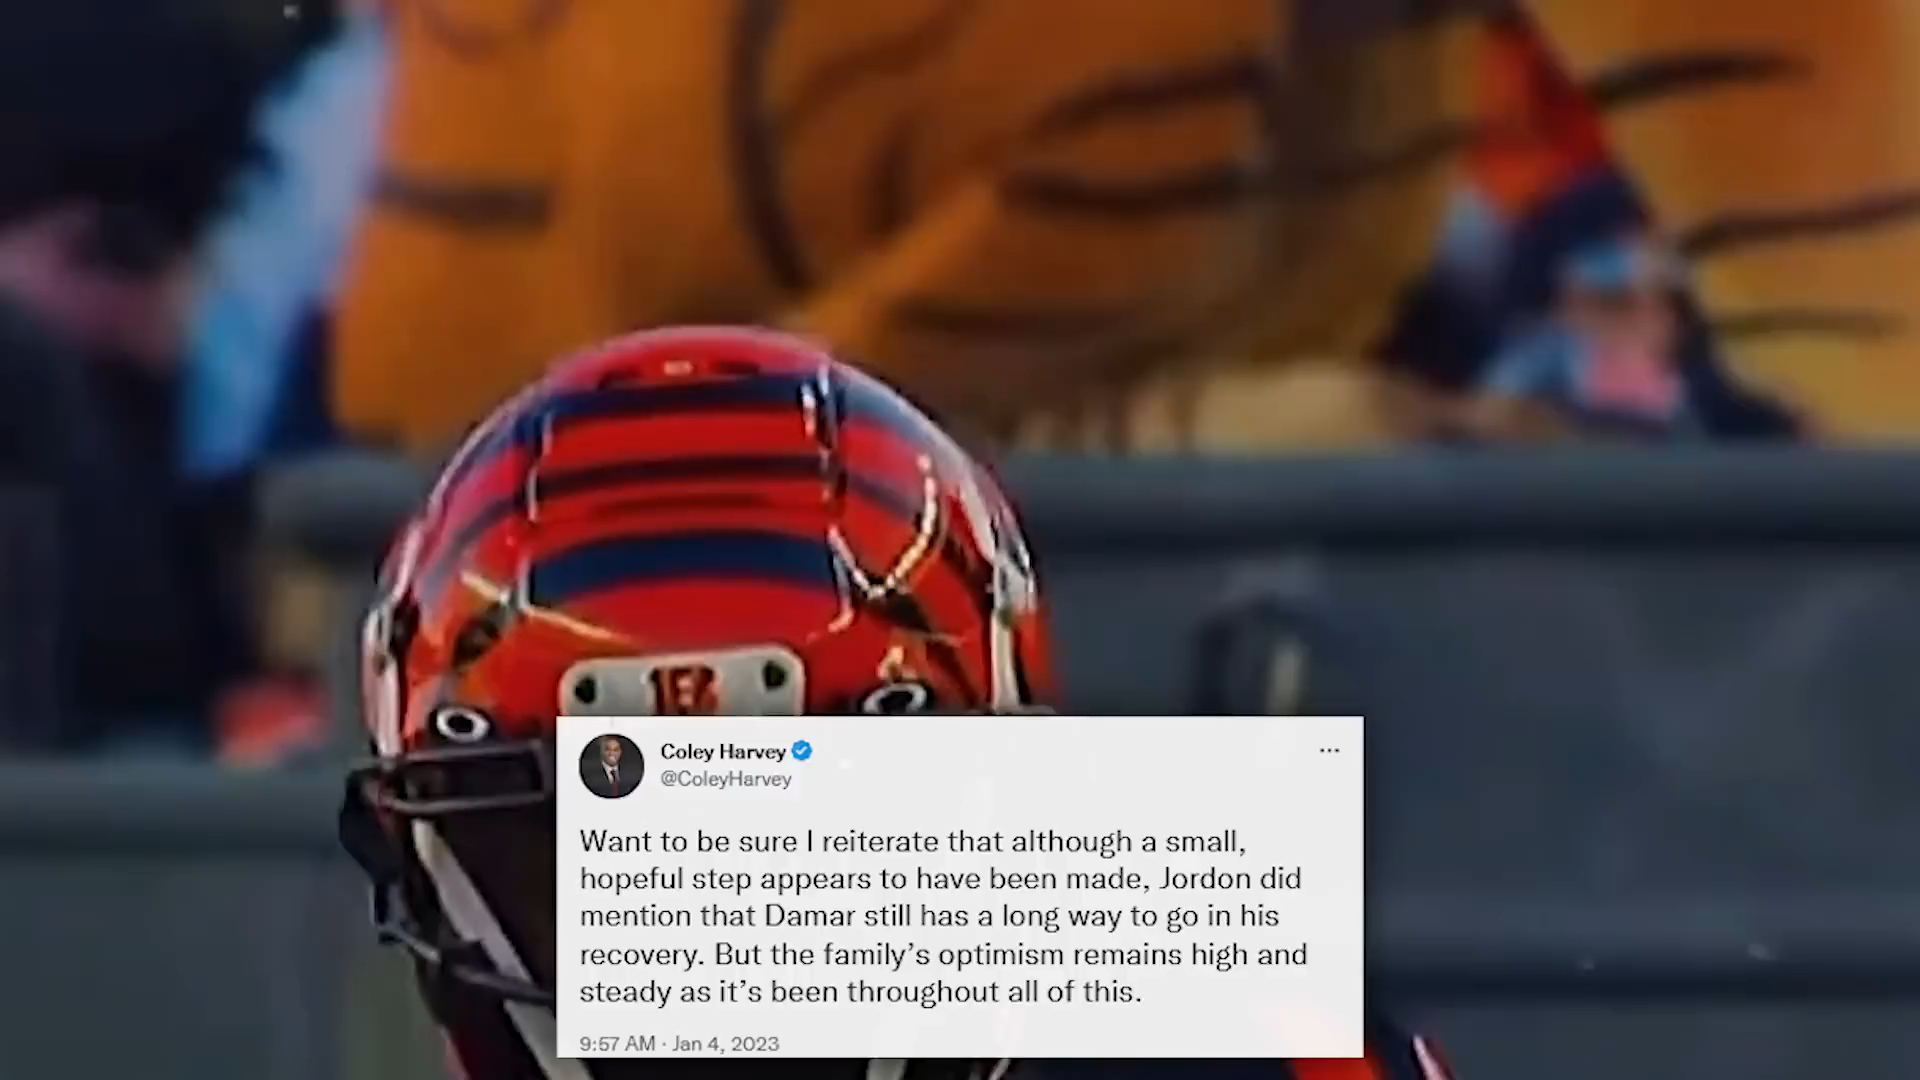 Coley Harvey
@ColeyHarvey
Want to be sure I reiterate that although a small,
hopeful step appears to have been made, Jordon did
mention that Damar still has a long way to go in his
recovery. But the family’s optimism remains high and
steady as it’s been throughout all of this.
9:57 AM · Jan 4, 2023